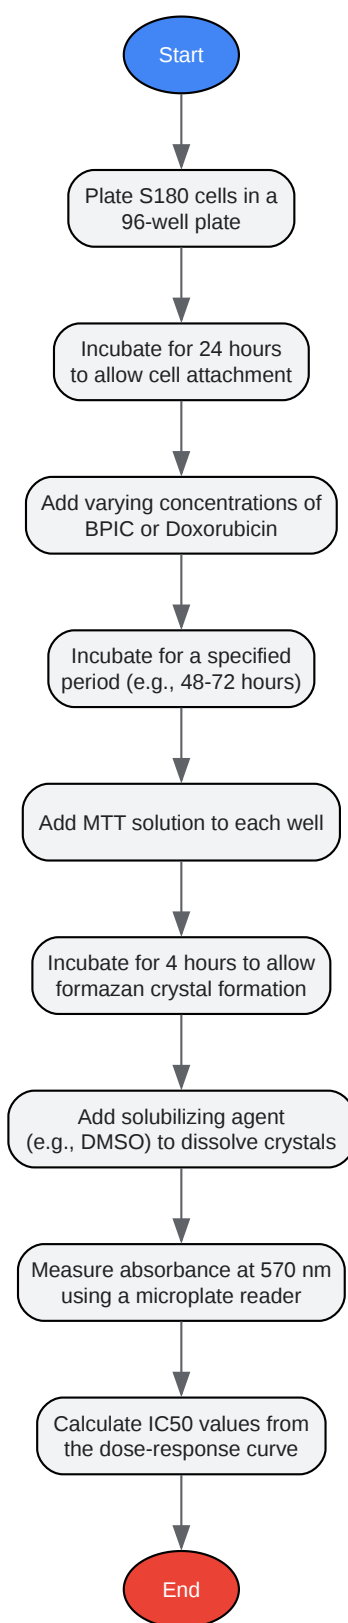 Start
Plate S180 cells in a
96-well plate
Incubate for 24 hours
to allow cell attachment
Add varying concentrations of
BPIC or Doxorubicin
Incubate for a specified
period (e.g., 48-72 hours)
Add MTT solution to each well
Incubate for 4 hours to allow
formazan crystal formation
Add solubilizing agent
(e.g., DMSO) to dissolve crystals
Measure absorbance at 570 nm
using a microplate reader
Calculate IC50 values from
the dose-response curve
End